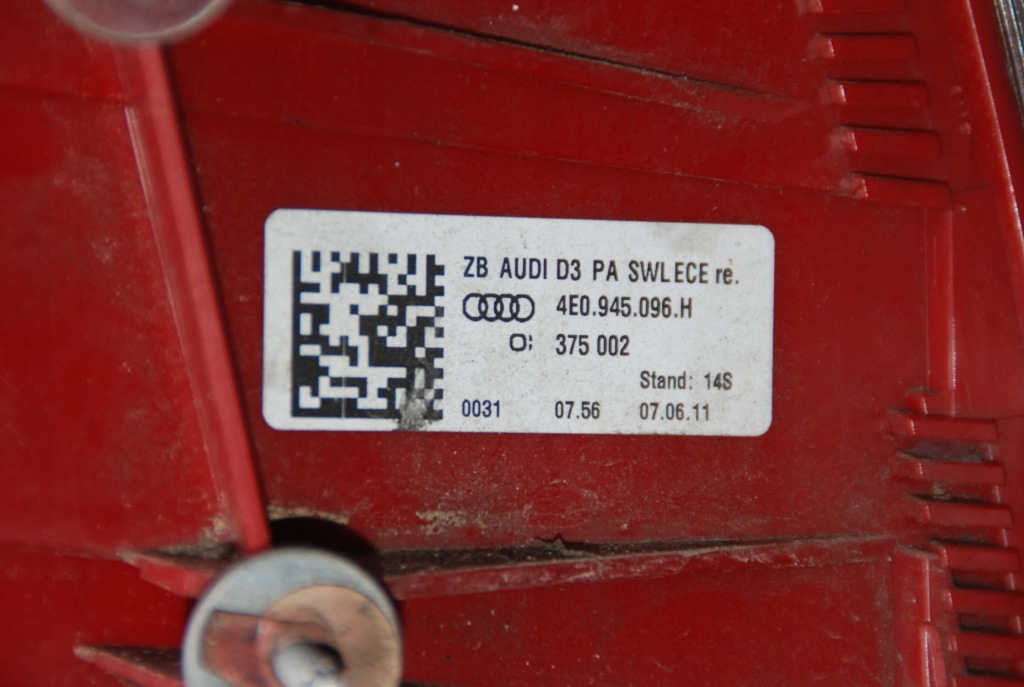 ZB AUDI D3 PA SWLECE re.
4E0.945.096.H
375 002
Stand: 14S
0031 07.56 07.06.11